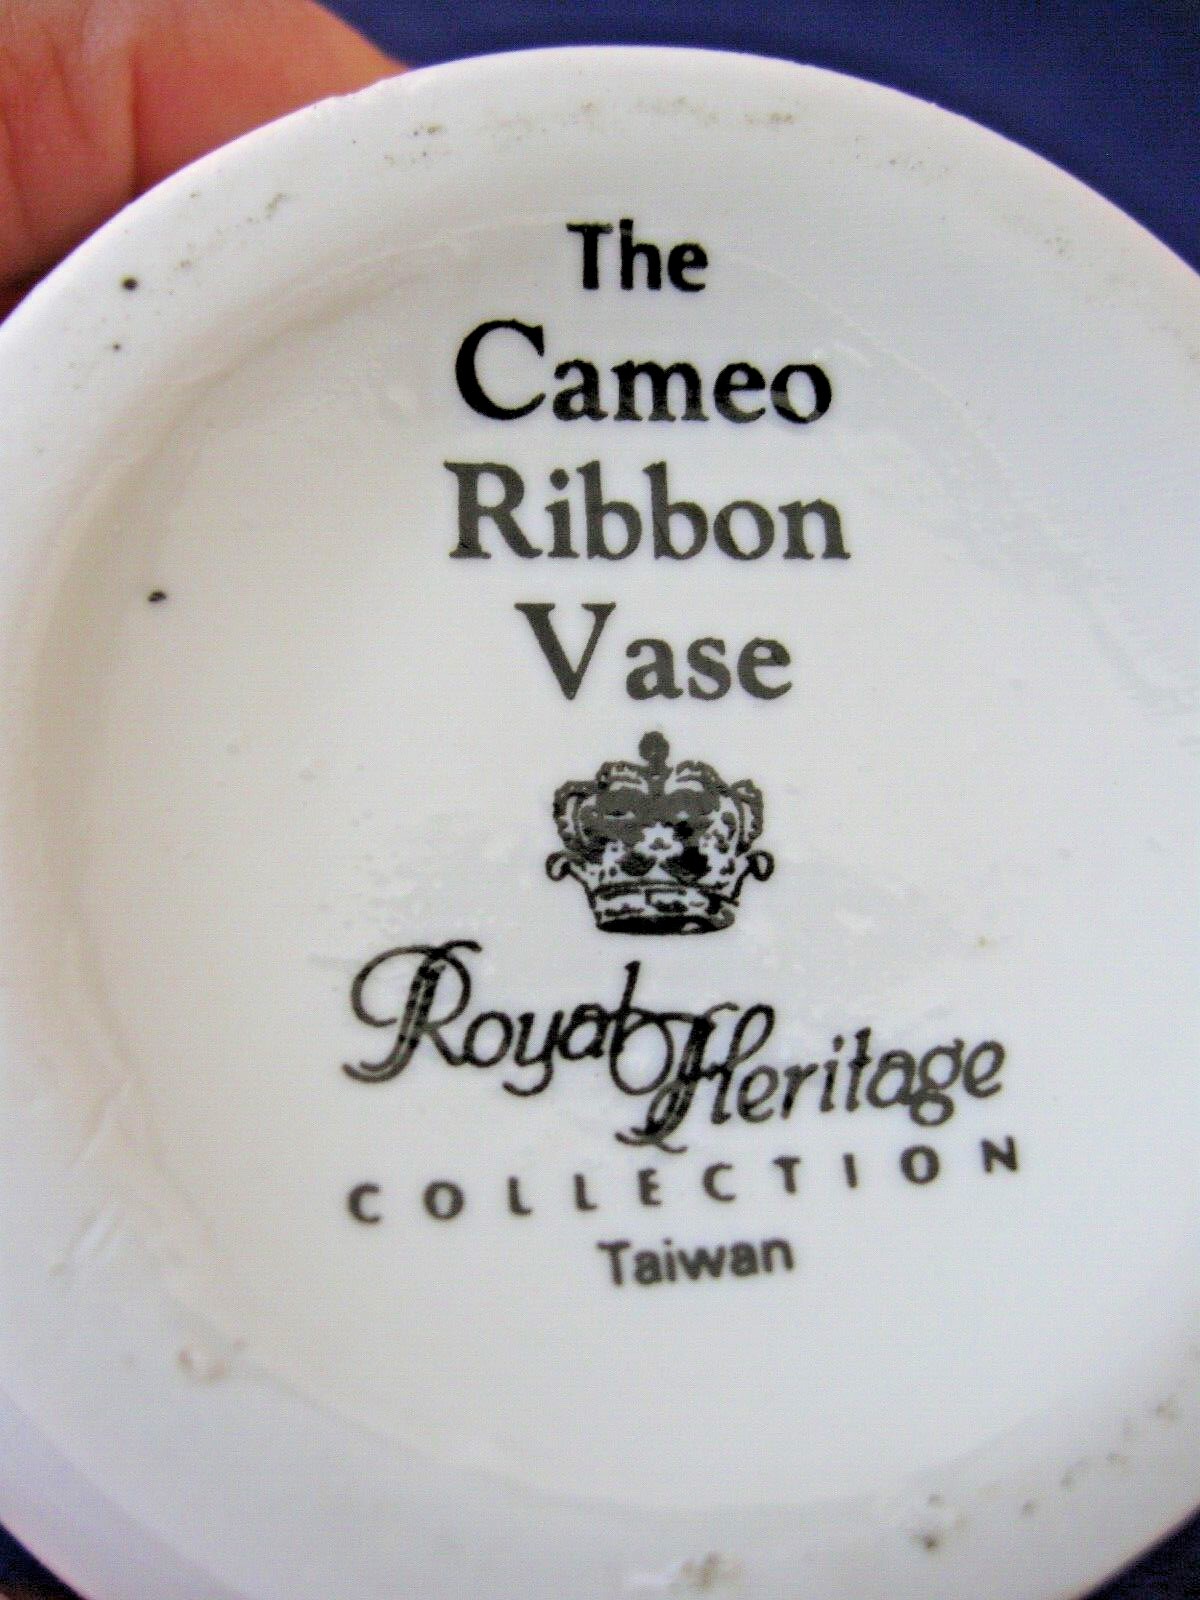 The
Cameo
Ribbon
Vase
Royal Heritage
COLLECTION
Taiwan